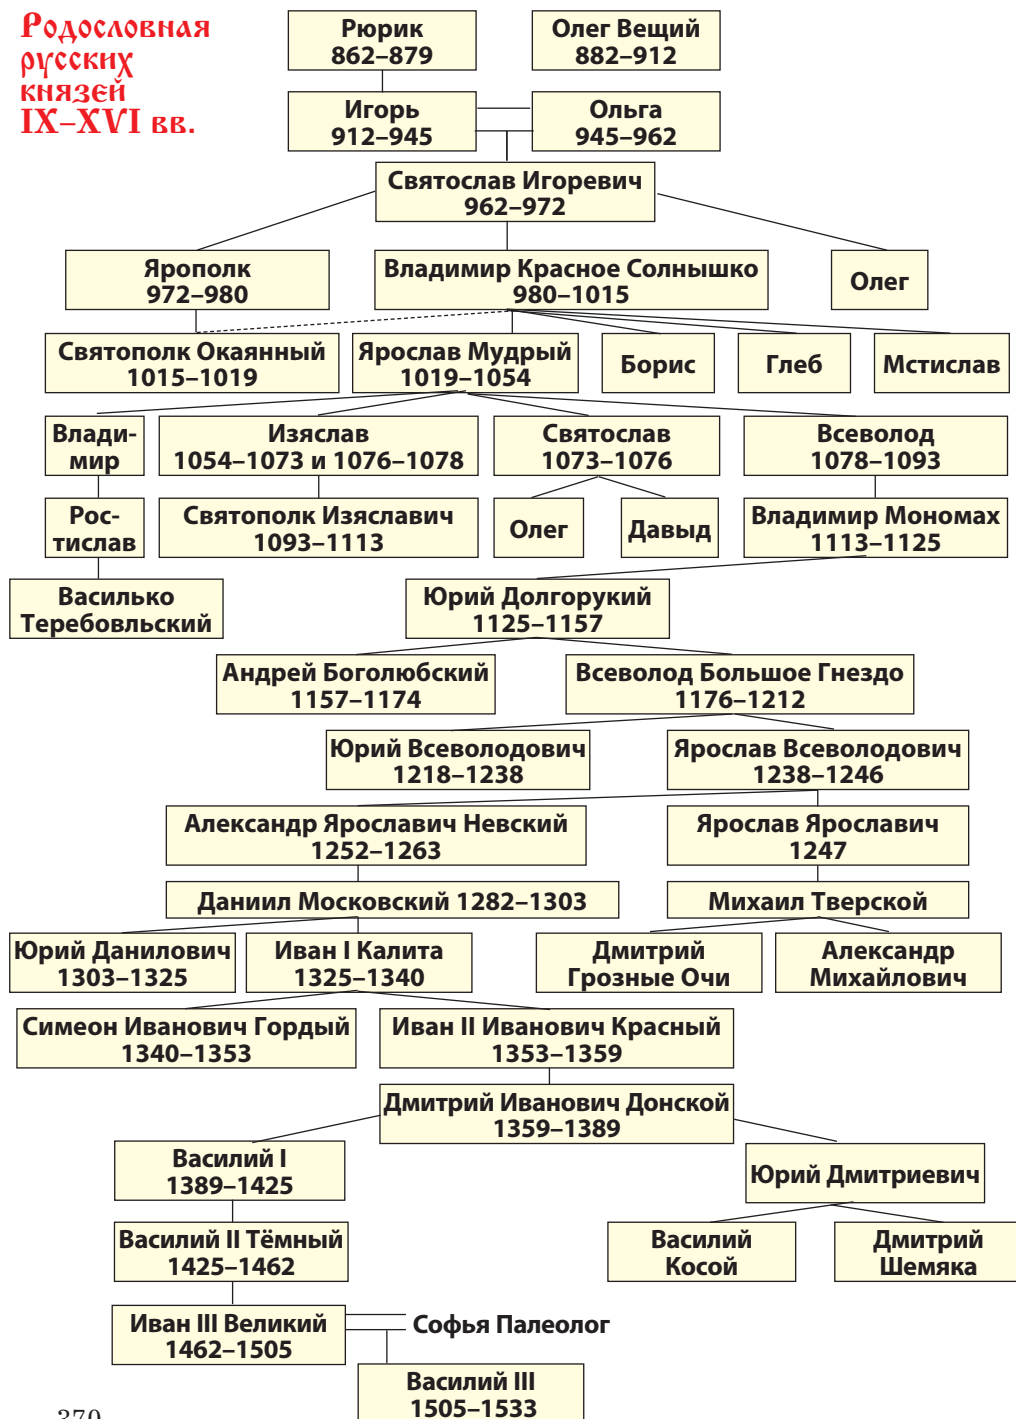 Родословная
русских
князей
IX–XVI вв.
Рюрик
862–879
Олег Вещий
882–912
Игорь
912–945
Ольга
945–962
Святослав Игоревич
962–972
Ярополк
972–980
Владимир Красное Солнышко
980–1015
Олег
Святополк Окаянный
1015–1019
Ярослав Мудрый
1019–1054
Борис
Глеб
Мстислав
Влади-
мир
Изяслав
1054–1073 и 1076–1078
Святослав
1073–1076
Всеволод
1078–1093
Рос-
тислав
Святополк Изяславич
1093–1113
Олег
Давыд
Владимир Мономах
1113–1125
Василько
Теребовльский
Юрий Долгорукий
1125–1157
Андрей Боголюбский
1157–1174
Всеволод Большое Гнездо
1176–1212
Юрий Всеволодович
1218–1238
Ярослав Всеволодович
1238–1246
Александр Ярославич Невский
1252–1263
Ярослав Ярославич
1247
Даниил Московский 1282–1303
Михаил Тверской
Юрий Данилович
1303–1325
Иван I Калита
1325–1340
Дмитрий
Грозные Очи
Александр
Михайлович
Симеон Иванович Гордый
1340–1353
Иван II Иванович Красный
1353–1359
Дмитрий Иванович Донской
1359–1389
Василий I
1389–1425
Юрий Дмитриевич
Василий II Тёмный
1425–1462
Василий
Косой
Дмитрий
Шемяка
Иван III Великий
1462–1505
Софья Палеолог
Василий III
1505–1533
370